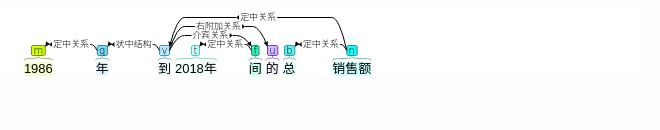 定中关系
右附加关系
介宾关系
定中关系 状中结构 定中关系 定中关系
m q v t f u b n
1986 年 到 2018年 间 的 总 销售额